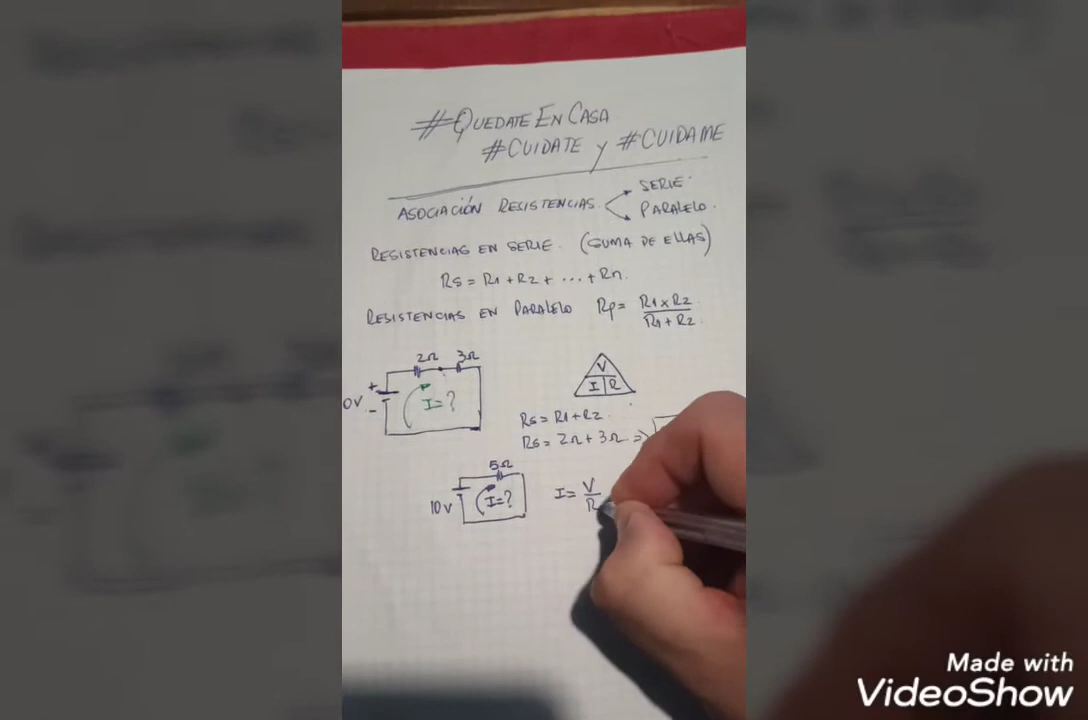 #QUEDATEENCASA
#CUIDATE Y #CUIDAME
ASOCIACIÓN RESISTENCIAS
SERIE
PARALELO.
RESISTENCIAS EN SERIE. (SUMA DE ELLAS)
RS = R1 + R2 + ... + Rn.
RESISTENCIAS EN PARALELO Rp = R1 x R2
R1 + R2
2Ω 3Ω
V
I R
+
0V
-
I=?
RS = R1 + R2.
RS = 2Ω + 3Ω =>
5Ω
10V
I=?
I = V
R
Made with
VideoShow